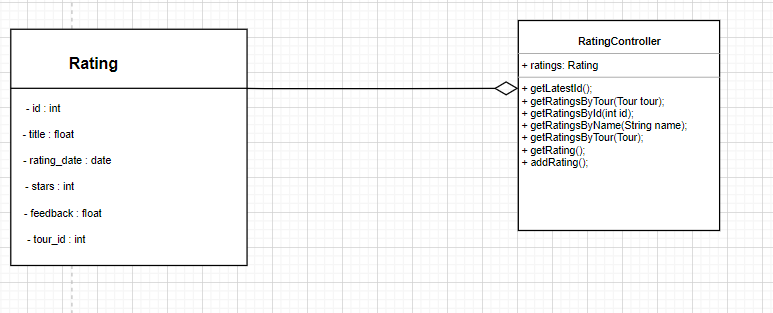 Rating
- id : int
- title : float
- rating_date : date
- stars : int
- feedback : float
- tour_id : int
RatingController
+ ratings: Rating
+ getLatestId();
+ getRatingsByTour(Tour tour);
+ getRatingsById(int id);
+ getRatingsByName(String name);
+ getRatingsByTour(Tour);
+ getRating();
+ addRating();